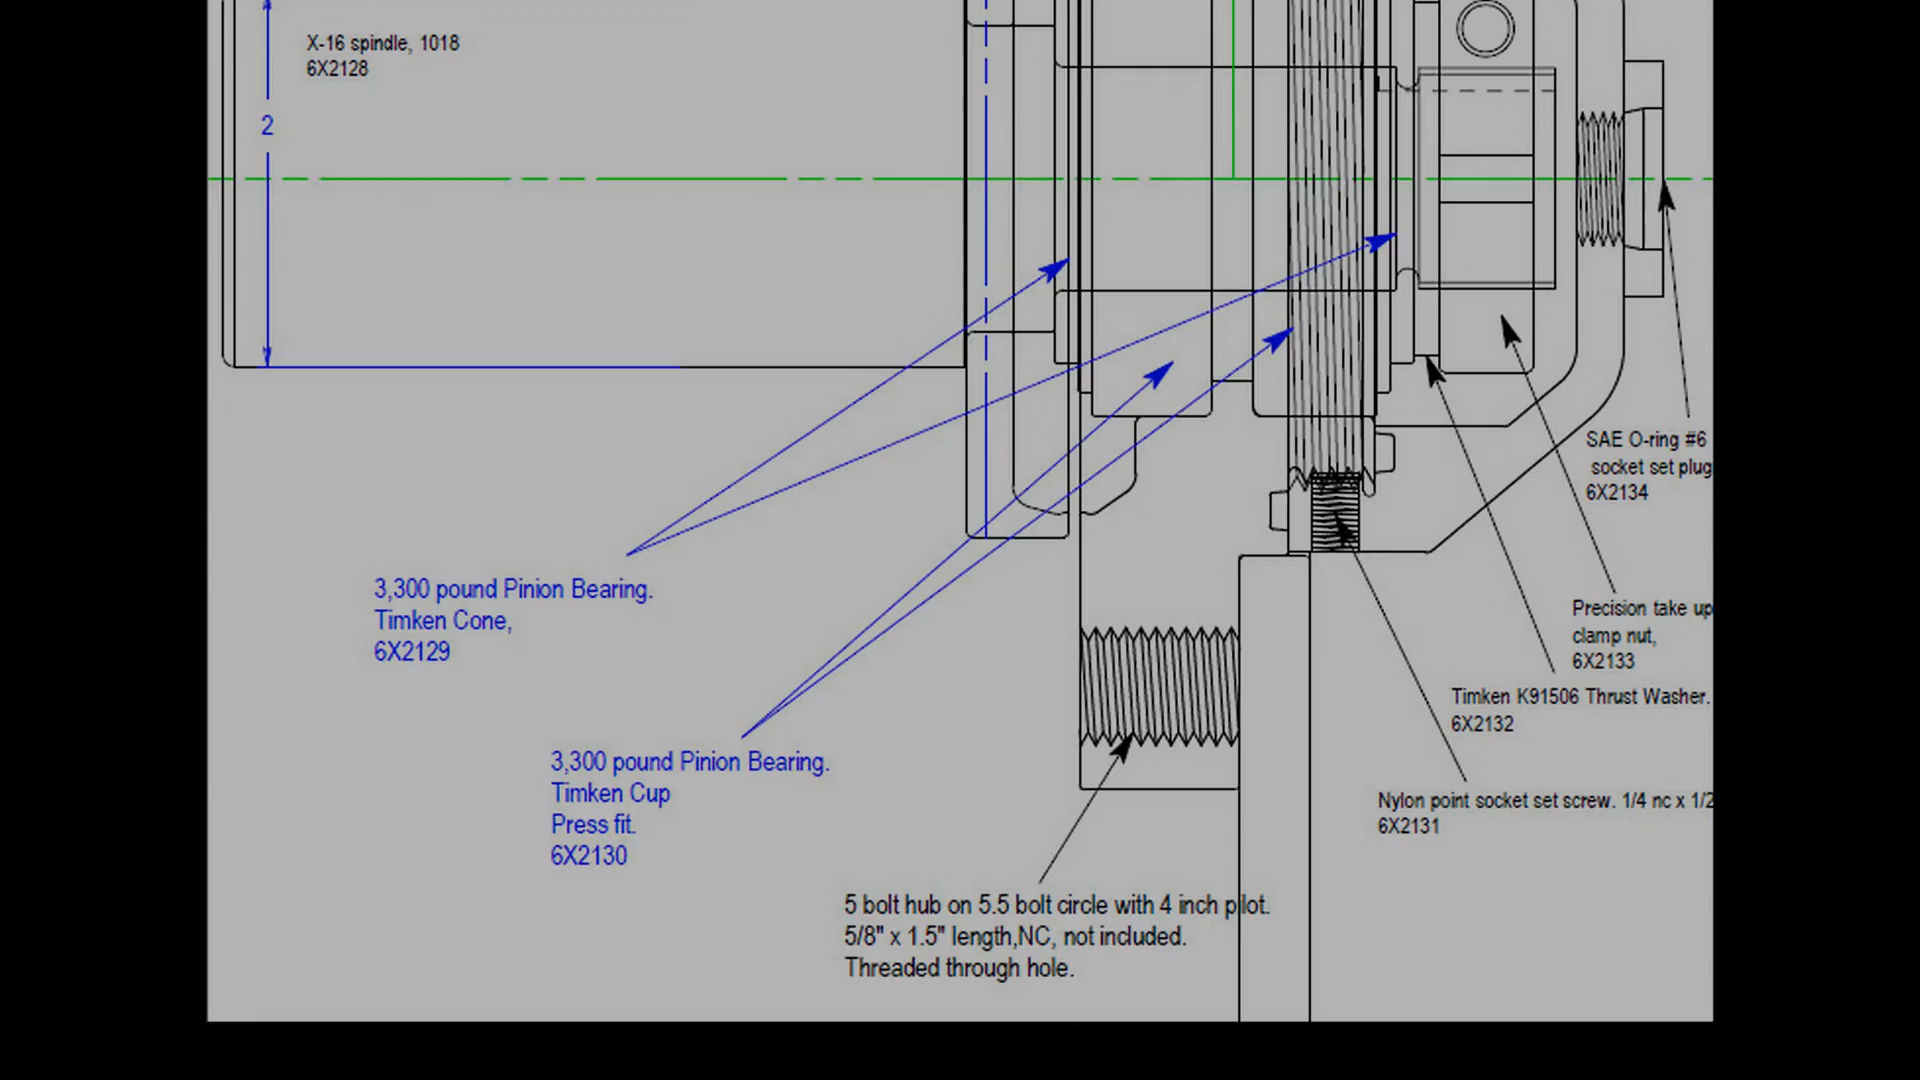 X-16 spindle, 1018
6X2128
2
SAE O-ring #6
socket set plug
6X2134
3,300 pound Pinion Bearing.
Timken Cone,
6X2129
Precision take up
clamp nut,
6X2133
Timken K91506 Thrust Washer.
6X2132
3,300 pound Pinion Bearing.
Timken Cup
Press fit.
6X2130
Nylon point socket set screw. 1/4 nc x 1/2
6X2131
5 bolt hub on 5.5 bolt circle with 4 inch pilot.
5/8" x 1.5" length,NC, not included.
Threaded through hole.